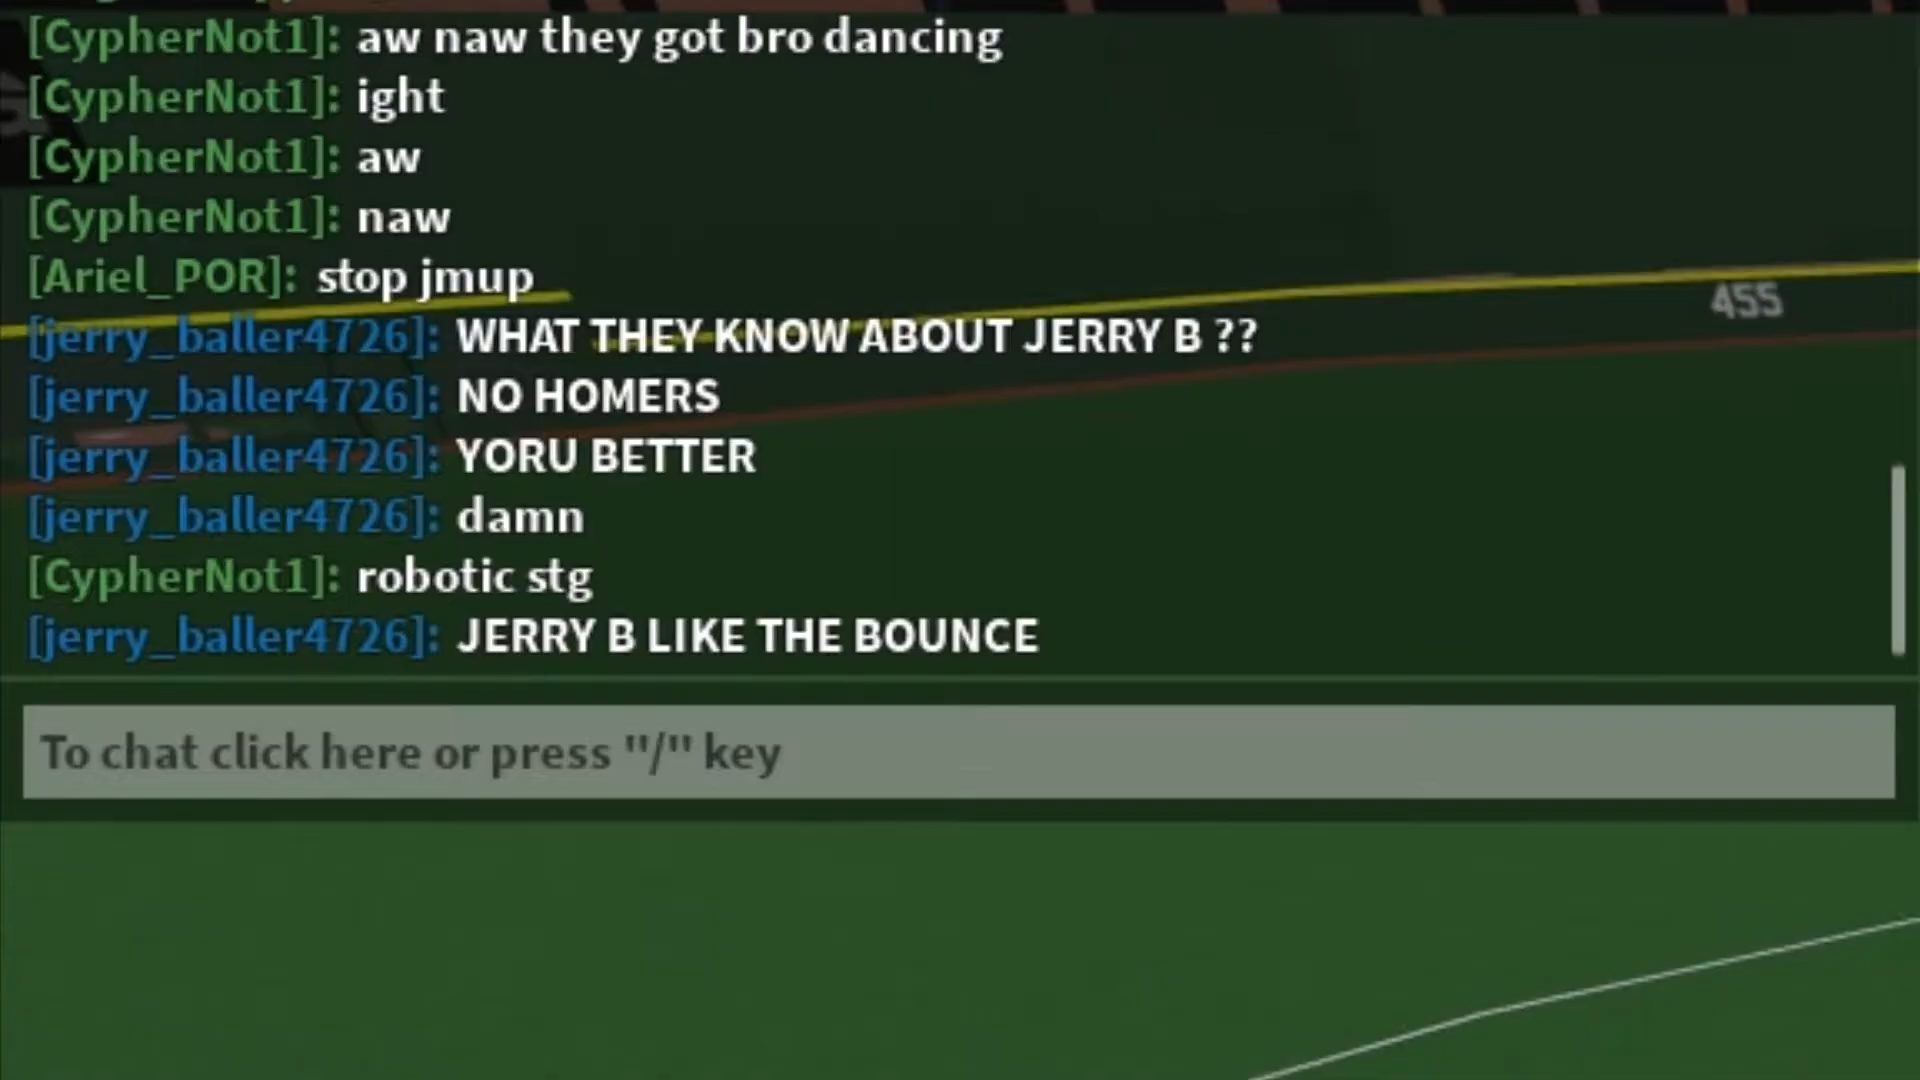 [CypherNot1]: aw naw they got bro dancing
[CypherNot1]: ight
[CypherNot1]: aw
[CypherNot1]: naw
[Ariel_POR]: stop jmup
455
[jerry_baller4726]: WHAT THEY KNOW ABOUT JERRY B ??
[jerry_baller4726]: NO HOMERS
[jerry_baller4726]: YORU BETTER
[jerry_baller4726]: damn
[CypherNot1]: robotic stg
[jerry_baller4726]: JERRY B LIKE THE BOUNCE
To chat click here or press "/" key